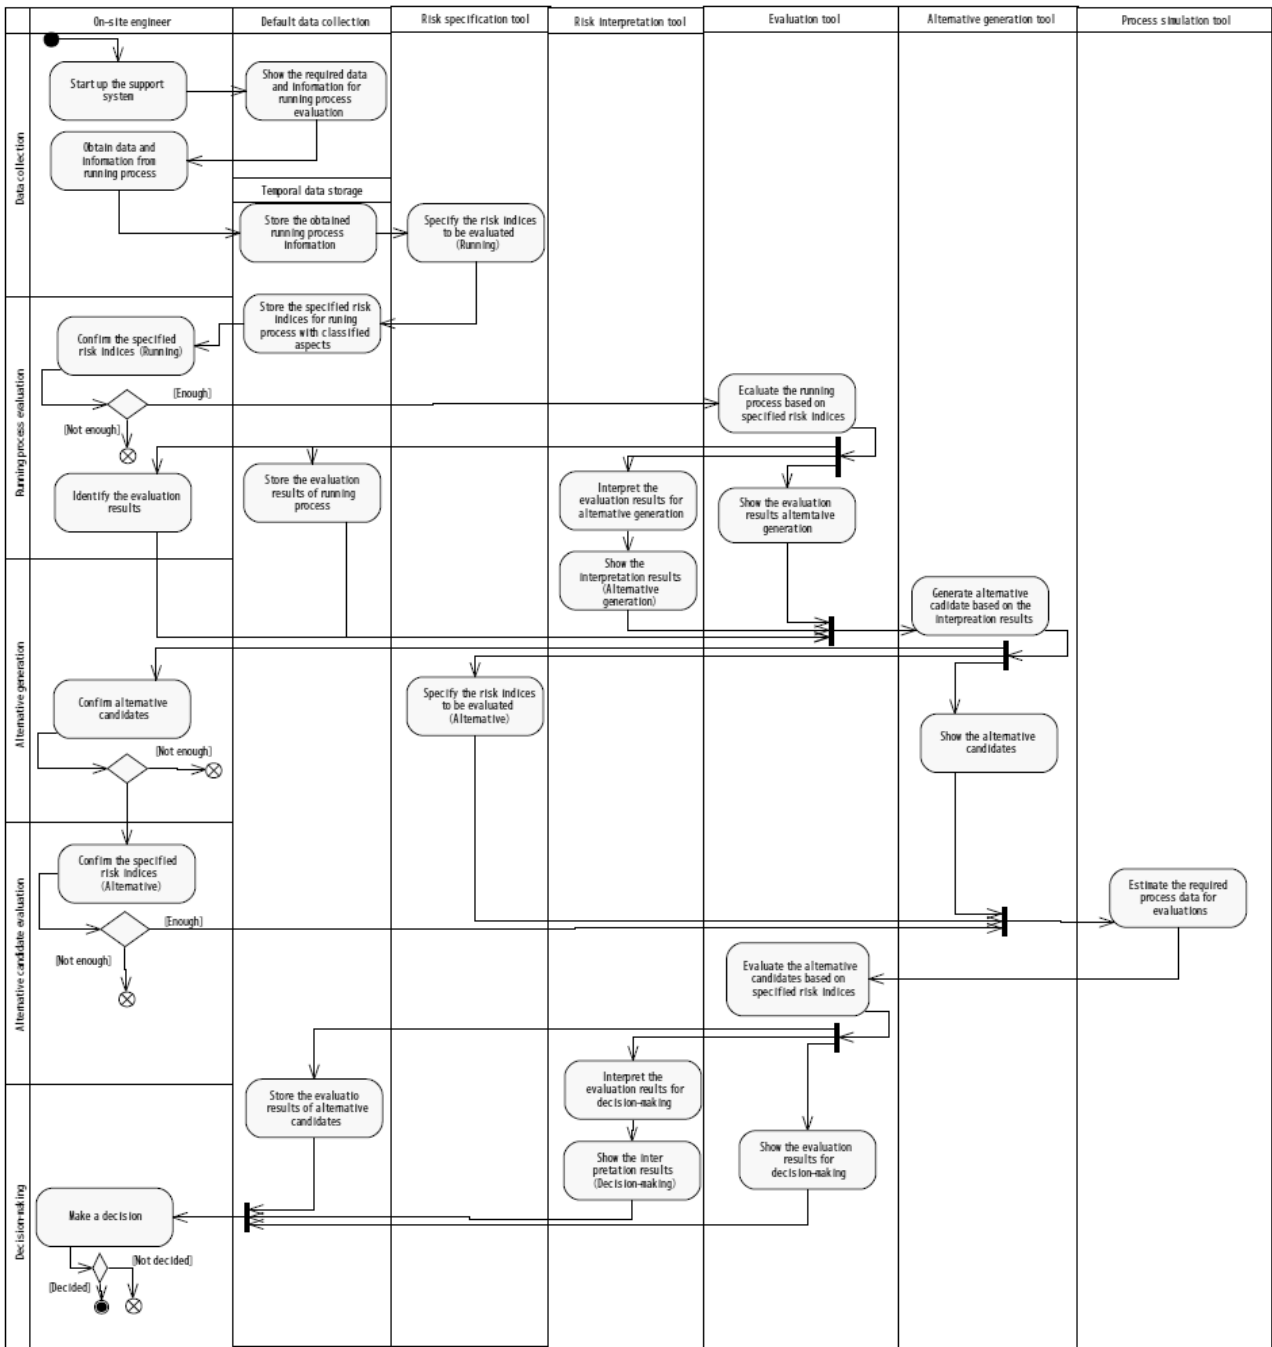 On-site engineer
Default data collection
Risk specification tool
Risk interpretation tool
Evaluation tool
Alternative generation tool
Process simulation tool
Data collection
Start up the support
system
Show the required data
and information for
running process
evaluation
Obtain data and
information from
running process
Temporal data storage
Store the obtained
running process
information
Specify the risk indices
to be evaluated
(Running)
Running process evaluation
Store the specified risk
indices for runing
process with classified
aspects
Confirm the specified
risk indices (Running)
[Enough]
[Not enough]
Ecaluate the running
process based on
specified risk indices
Identify the evaluation
results
Store the evaluation
results of running
process
Interpret the
evaluation results for
alternative generation
Show the evaluation
results alterntaive
generation
Show the
interpretation results
(Alternative
generation)
Alternative generation
Generate alternative
cadidate based on the
interpreation results
Confirm alternative
candidates
[Not enough]
Specify the risk indices
to be evaluated
(Alternative)
Show the alternative
candidates
Alternative candidate evaluation
Confirm the specified
risk indices
(Alternative)
[Enough]
[Not enough]
Estimate the required
process data for
evaluations
Evaluate the alternative
candidates based on
specified risk indices
Interpret the
evaluation reults for
decision-making
Decision-making
Store the evaluatio
results of alternative
candidates
Show the inter
pretation results
(Decision-making)
Show the evaluation
results for
decision-making
Make a decision
[Not decided]
[Decided]